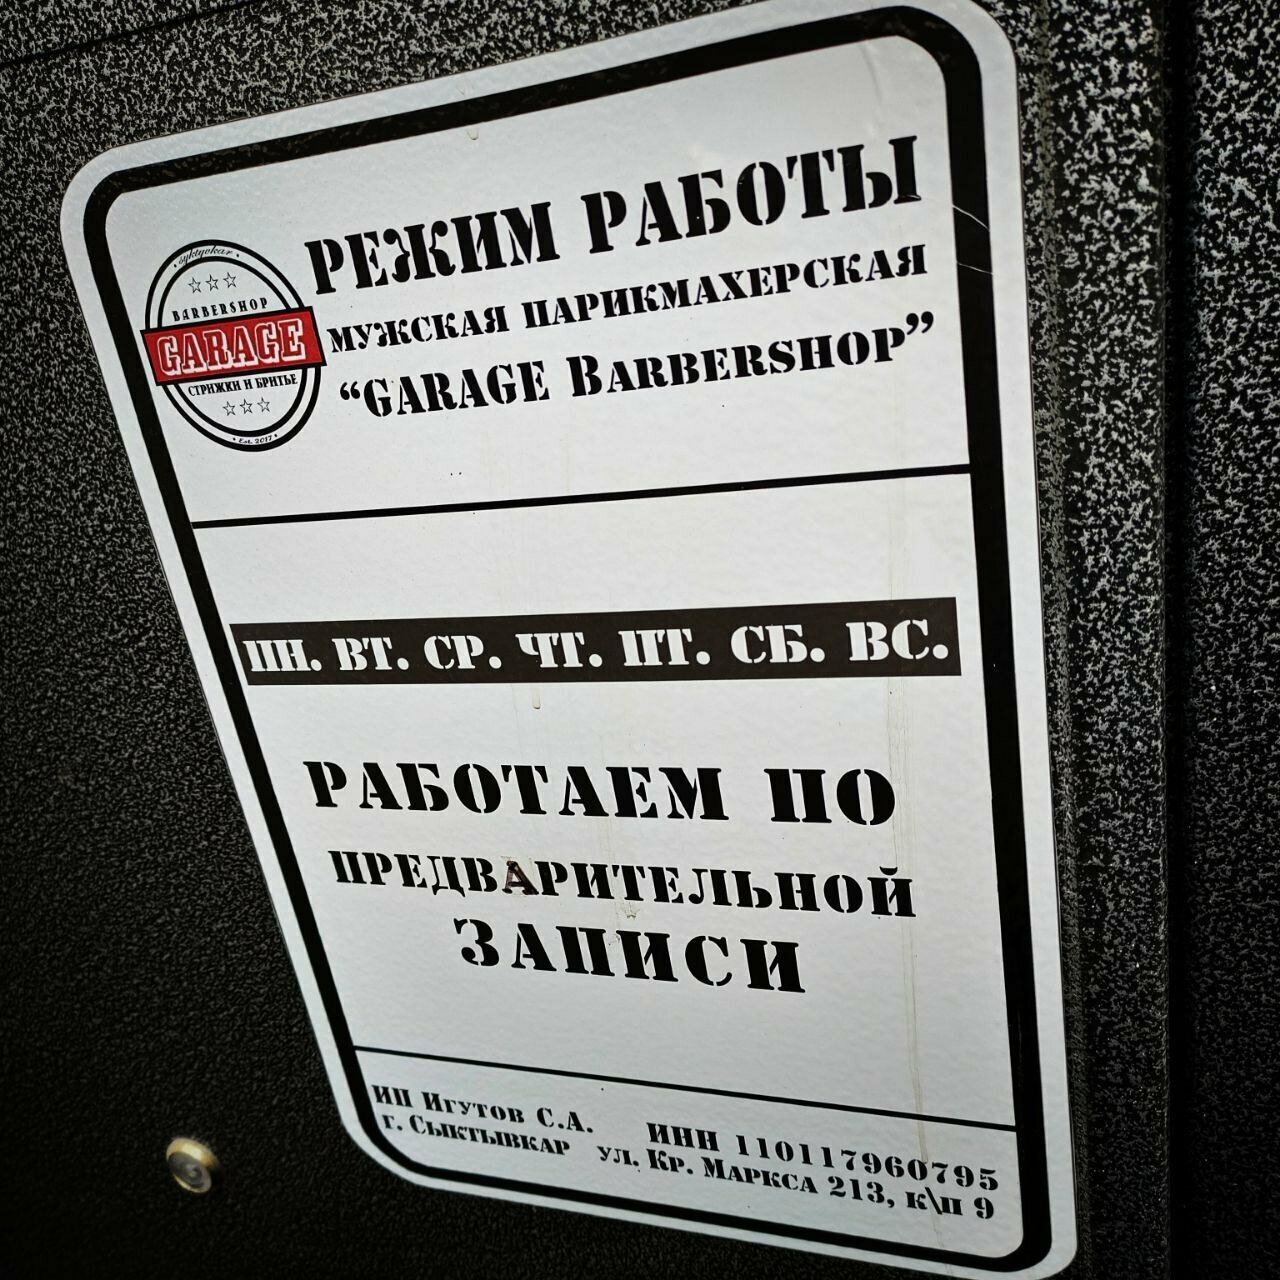 syktyvkar
BARBERSHOP
GARAGE
СТРИЖКИ И БРИТЬЕ
Est. 2017
РЕЖИМ РАБОТЫ
МУЖСКАЯ ПАРИКМАХЕРСКАЯ
“GARAGE BARBERSHOP”
ПН. ВТ. СР. ЧТ. ПТ. СБ. ВС.
РАБОТАЕМ ПО
ПРЕДВАРИТЕЛЬНОЙ
ЗАПИСИ
ИП ИГУТОВ С.А. ИНН 110117960795
г. СЫКТЫВКАР ул. КР. МАРКСА 213, к\п 9